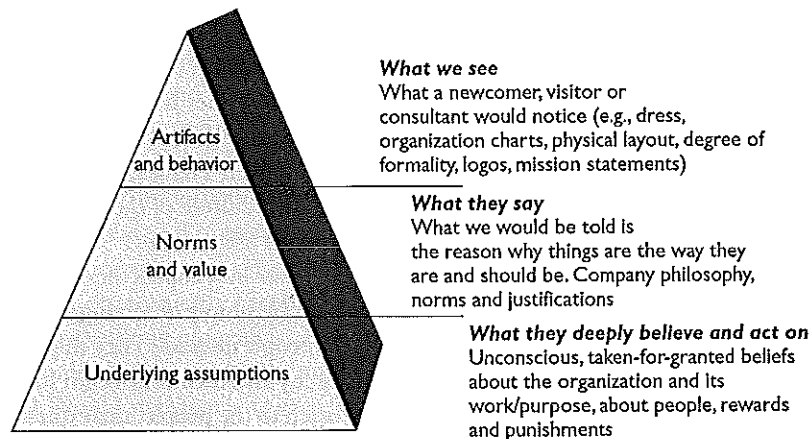 What we see
What a newcomer, visitor or
consultant would notice (e.g., dress,
organization charts, physical layout, degree of
formality, logos, mission statements)
Artifacts
and behavior
What they say
What we would be told is
the reason why things are the way they
are and should be. Company philosophy,
norms and justifications
Norms
and value
What they deeply believe and act on
Unconscious, taken-for-granted beliefs
about the organization and its
work/purpose, about people, rewards
and punishments
Underlying assumptions